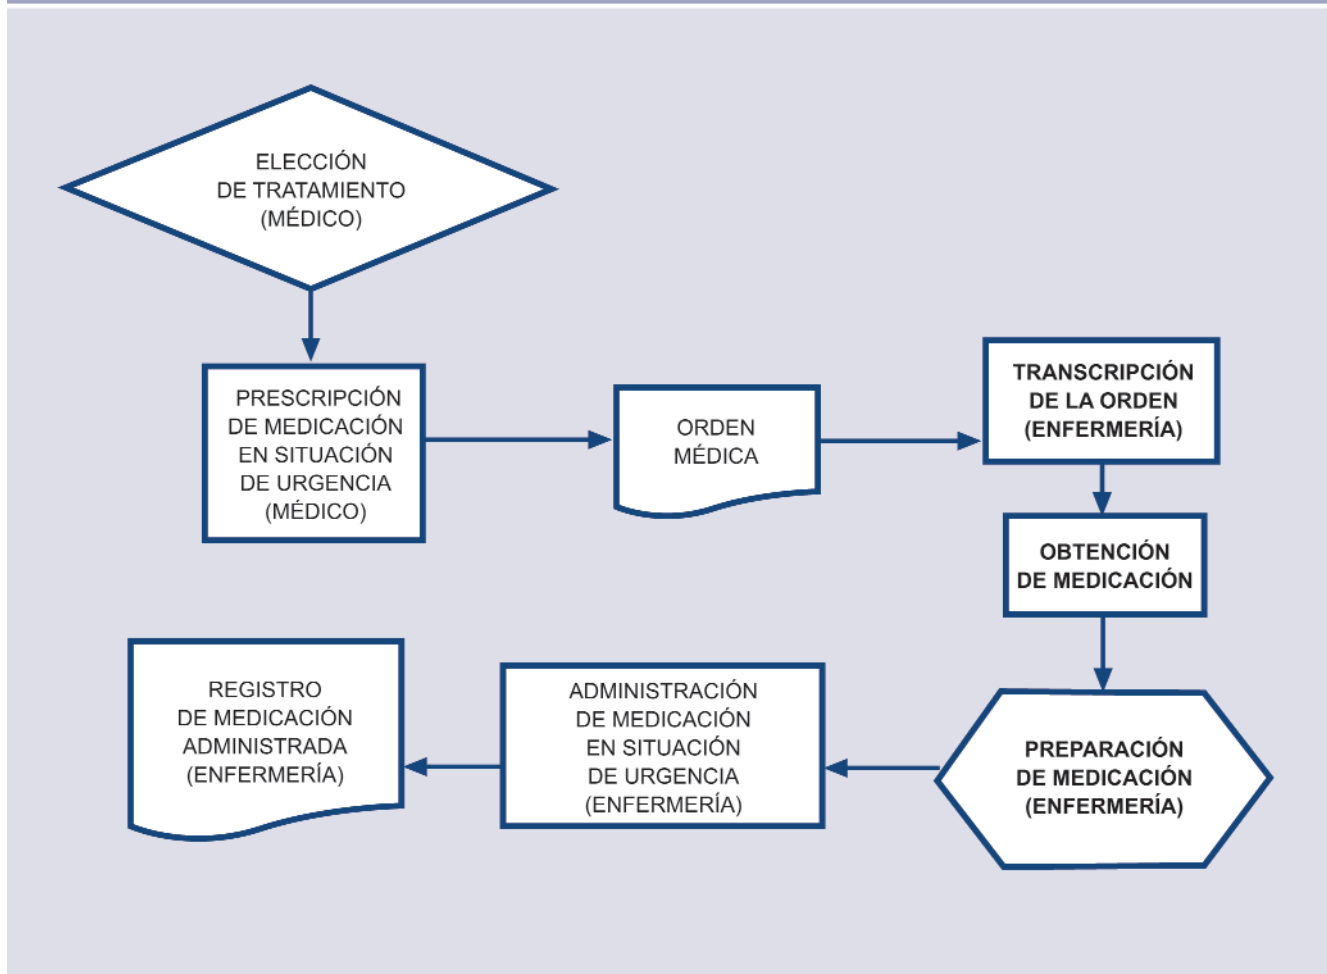 ELECCIÓN
DE TRATAMIENTO
(MÉDICO)
PRESCRIPCIÓN
DE MEDICACIÓN
EN SITUACIÓN
DE URGENCIA
(MÉDICO)
ORDEN
MÉDICA
TRANSCRIPCIÓN
DE LA ORDEN
(ENFERMERÍA)
OBTENCIÓN
DE MEDICACIÓN
PREPARACIÓN
DE MEDICACIÓN
(ENFERMERÍA)
ADMINISTRACIÓN
DE MEDICACIÓN
EN SITUACIÓN
DE URGENCIA
(ENFERMERÍA)
REGISTRO
DE MEDICACIÓN
ADMINISTRADA
(ENFERMERÍA)